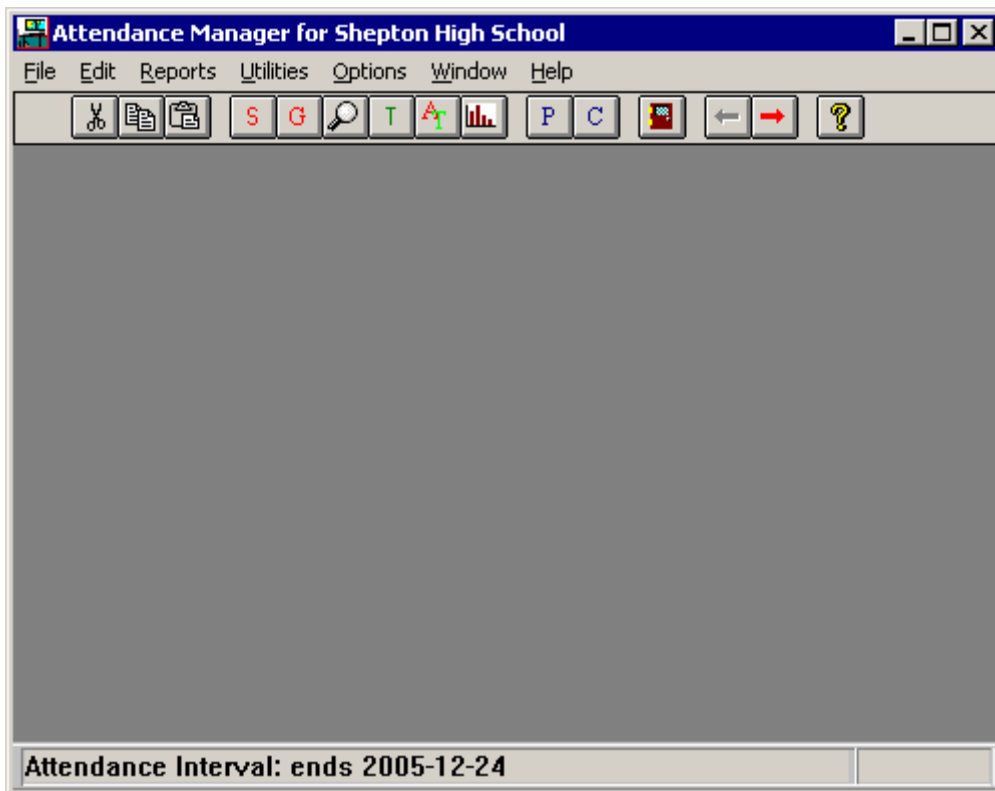 Attendance Manager for Shepton High School
File Edit Reports Utilities Options Window Help
S G T AT P C ?
Attendance Interval: ends 2005-12-24